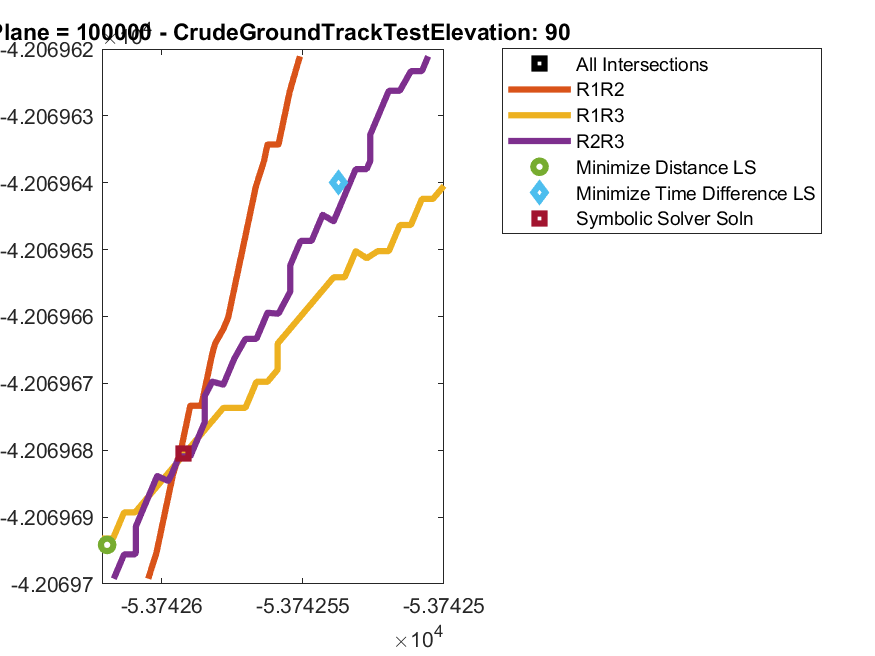 Plane = 100000 - CrudeGroundTrackTestElevation: 90
×10⁴
-4.206962
-4.206963
-4.206964
-4.206965
-4.206966
-4.206967
-4.206968
-4.206969
-4.20697
-5.37426
-5.374255
-5.37425
×10⁴
All Intersections
R1R2
R1R3
R2R3
Minimize Distance LS
Minimize Time Difference LS
Symbolic Solver Soln